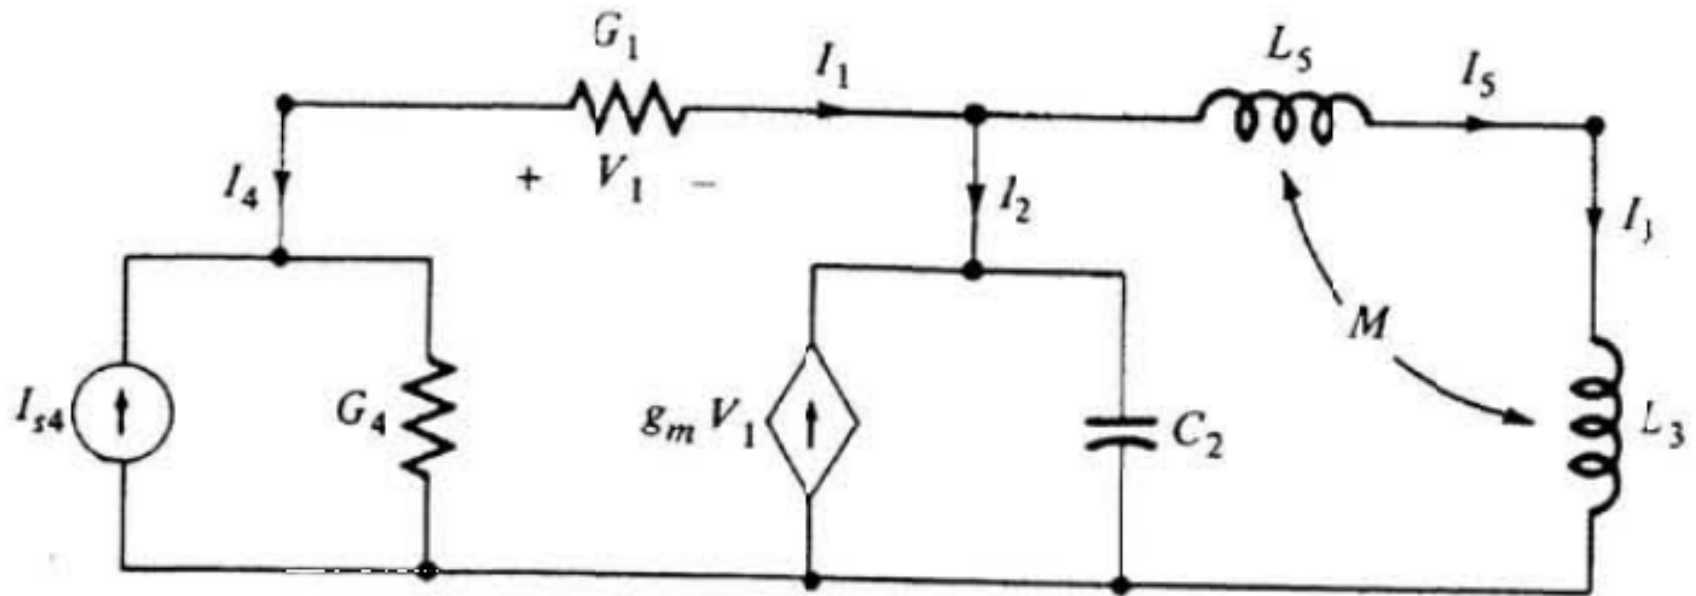 G₁
I₁
L₅
I₅
+ V₁ −
I₄
I₂
M
Iₛ₄
G₄
gₘ V₁
C₂
L₃